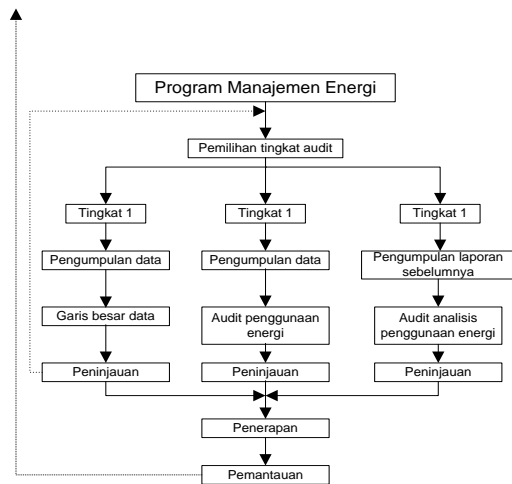 Program Manajemen Energi
Pemilihan tingkat audit
Tingkat 1
Tingkat 1
Tingkat 1
Pengumpulan data
Pengumpulan data
Pengumpulan laporan
sebelumnya
Garis besar data
Audit penggunaan
energi
Audit analisis
penggunaan energi
Peninjauan
Peninjauan
Peninjauan
Penerapan
Pemantauan